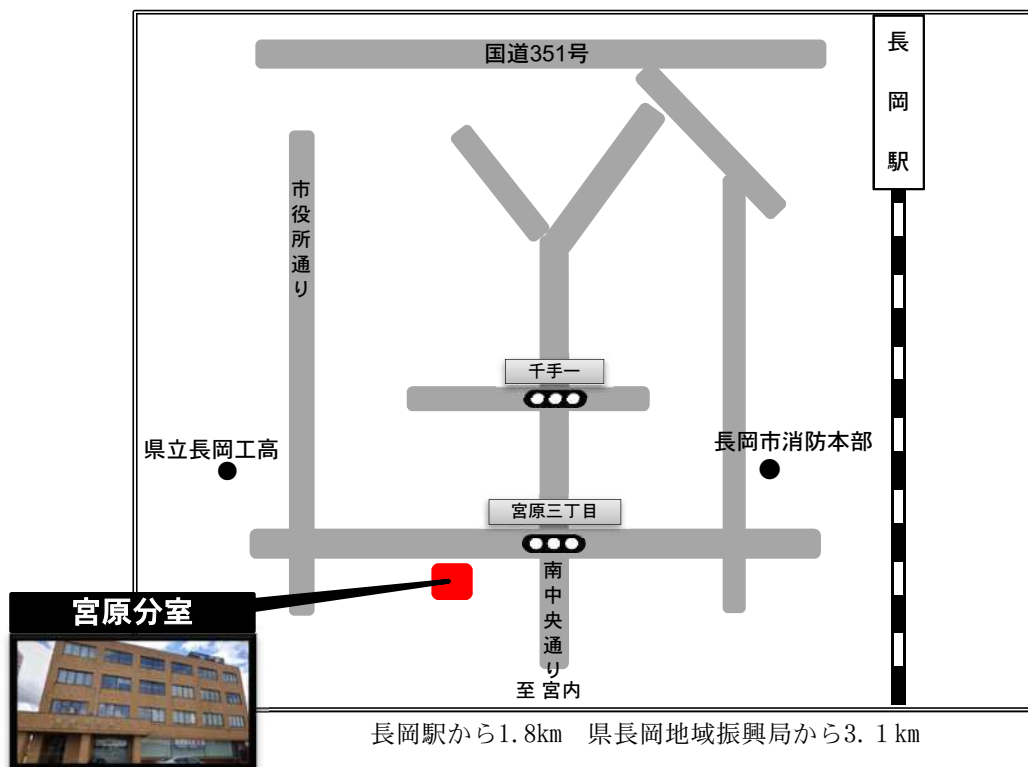 国道351号
長岡駅
市役所通り
千手一
県立長岡工高
長岡市消防本部
宮原三丁目
宮原分室
南中央通り
至 宮内
長岡駅から1.8km　県長岡地域振興局から3.1km